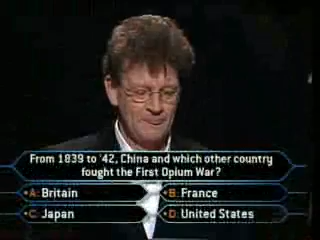 From 1839 to '42, China and which other country
fought the First Opium War?
A: Britain
B: France
C: Japan
D: United States